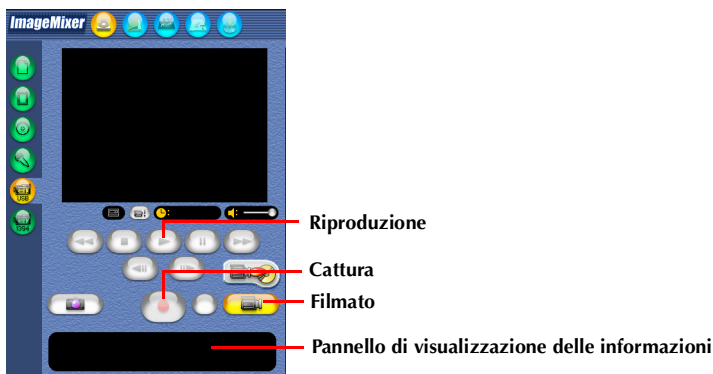 ImageMixer
USB
1394
Riproduzione
Cattura
Filmato
Pannello di visualizzazione delle informazioni